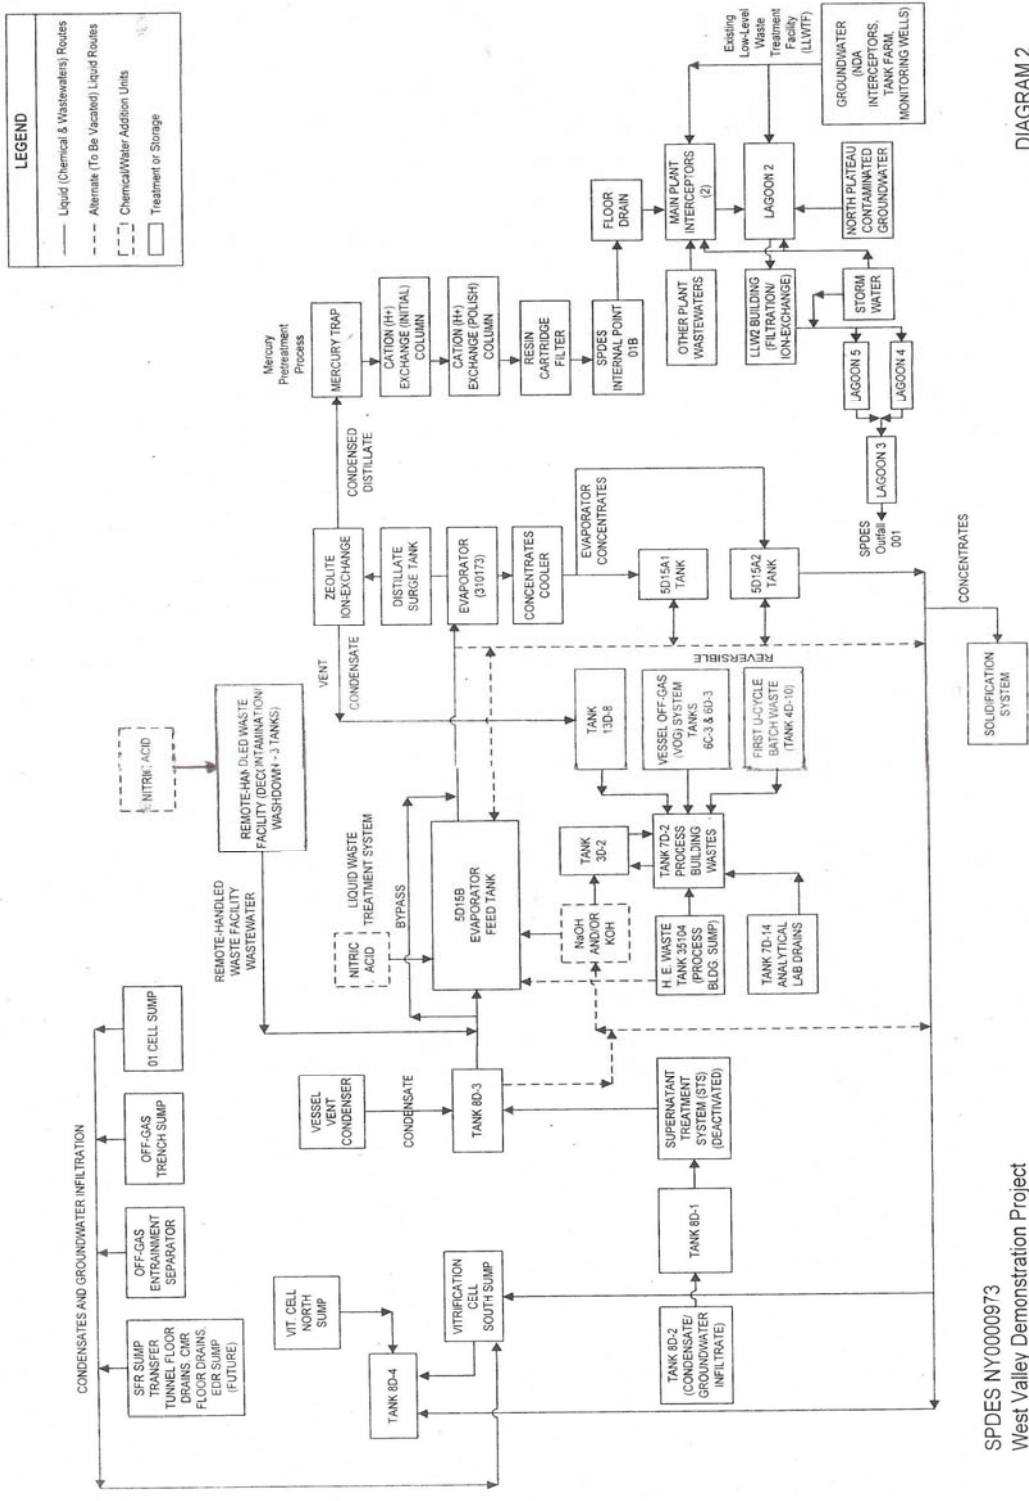 LEGEND
Liquid (Chemical & Wastewaters) Routes
Alternate (To Be Vacated) Liquid Routes
Chemical/Water Addition Units
Treatment or Storage
CONDENSATES AND GROUNDWATER INFILTRATION
SFR SUMP
TRANSFER
TUNNEL FLOOR
DRAINS, CMR
FLOOR DRAINS,
EDR SUMP
(FUTURE)
OFF-GAS
ENTRAINMENT
SEPARATOR
OFF-GAS
TRENCH SUMP
01 CELL SUMP
NITRIC ACID
REMOTE-HANDLED WASTE
FACILITY (DECONTAMINATION/
WASHDOWN - 3 TANKS)
REMOTE-HANDLED
WASTE FACILITY
WASTEWATER
VIT. CELL
NORTH
SUMP
TANK 8D-4
VITRIFICATION
CELL
SOUTH SUMP
TANK 8D-2
(CONDENSATE/
GROUNDWATER
INFILTRATE)
TANK 8D-1
SUPERNATANT
TREATMENT
SYSTEM (STS)
(DEACTIVATED)
VESSEL
VENT
CONDENSER
CONDENSATE
TANK 8D-3
NITRIC
ACID
LIQUID WASTE
TREATMENT SYSTEM
BYPASS
5D15B
EVAPORATOR
FEED TANK
NaOH
AND/OR
KOH
TANK
3D-2
H. E. WASTE
TANK 35104
(PROCESS
BLDG. SUMP)
TANK 7D-2
PROCESS
BUILDING
WASTES
TANK 7D-14
ANALYTICAL
LAB DRAINS
TANK
13D-8
VESSEL OFF-GAS
(VOG) SYSTEM
TANKS
6C-3 & 6D-3
FIRST U-CYCLE
BATCH WASTE
(TANK 4D-10)
VENT
CONDENSATE
ZEOLITE
ION-EXCHANGE
DISTILLATE
SURGE TANK
EVAPORATOR
(310173)
CONCENTRATES
COOLER
EVAPORATOR
CONCENTRATES
5D15A1
TANK
5D15A2
TANK
REVERSIBLE
CONCENTRATES
SOLIDIFICATION
SYSTEM
CONDENSED
DISTILLATE
Mercury
Pretreatment
Process
MERCURY TRAP
CATION (H+)
EXCHANGE (INITIAL)
COLUMN
CATION (H+)
EXCHANGE (POLISH)
COLUMN
RESIN
CARTRIDGE
FILTER
SPDES
INTERNAL POINT
01B
FLOOR
DRAIN
OTHER PLANT
WASTEWATERS
MAIN PLANT
INTERCEPTORS
(2)
LLW2 BUILDING
(FILTRATION/
ION-EXCHANGE)
LAGOON 2
STORM
WATER
NORTH PLATEAU
CONTAMINATED
GROUNDWATER
LAGOON 5
LAGOON 4
LAGOON 3
SPDES
Outfall
001
Existing
Low-Level
Waste
Treatment
Facility
(LLWTF)
GROUNDWATER
(NDA
INTERCEPTORS,
TANK FARM,
MONITORING WELLS)
SPDES NY0000973
West Valley Demonstration Project
DIAGRAM 2